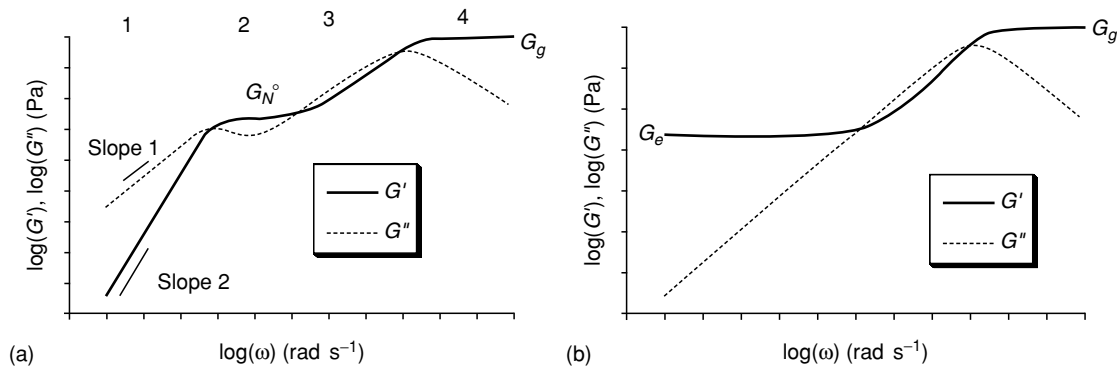 1 2 3 4
G_g
G_N°
Slope 1
Slope 2
G'
G"
log(G'), log(G") (Pa)
log(ω) (rad s⁻¹)
(a)
G_g
G_e
G'
G"
log(G'), log(G") (Pa)
log(ω) (rad s⁻¹)
(b)